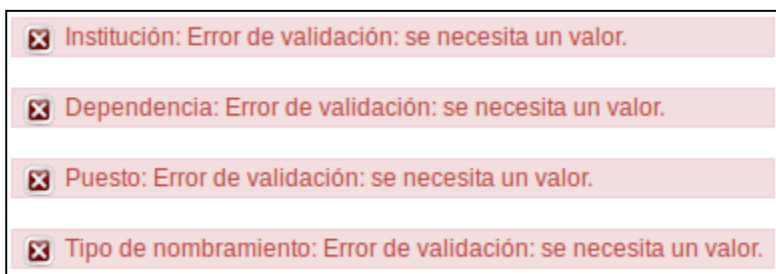 Institución: Error de validación: se necesita un valor.
Dependencia: Error de validación: se necesita un valor.
Puesto: Error de validación: se necesita un valor.
Tipo de nombramiento: Error de validación: se necesita un valor.